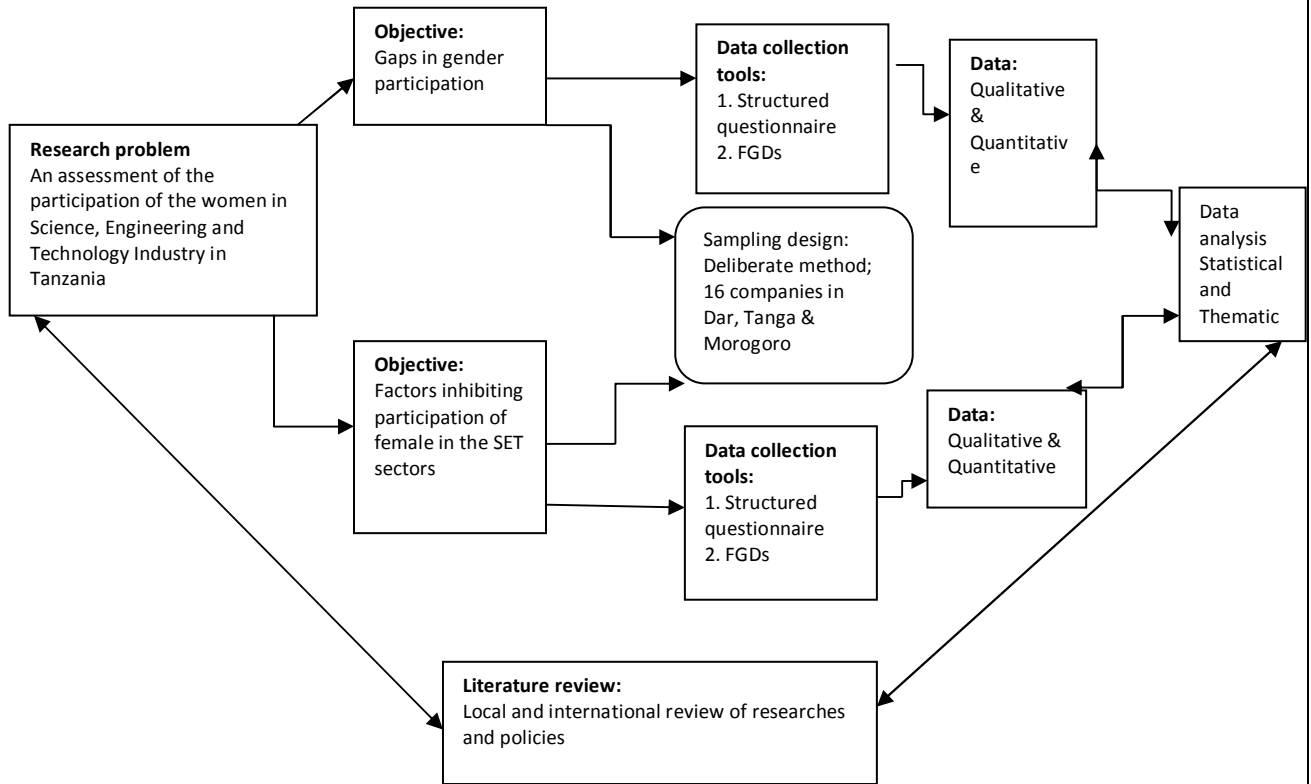 Research problem
An assessment of the
participation of the women in
Science, Engineering and
Technology Industry in
Tanzania
Objective:
Gaps in gender
participation
Data collection
tools:
1. Structured
questionnaire
2. FGDs
Data:
Qualitative
&
Quantitativ
e
Sampling design:
Deliberate method;
16 companies in
Dar, Tanga &
Morogoro
Data
analysis
Statistical
and
Thematic
Objective:
Factors inhibiting
participation of
female in the SET
sectors
Data collection
tools:
1. Structured
questionnaire
2. FGDs
Data:
Qualitative &
Quantitative
Literature review:
Local and international review of researches
and policies